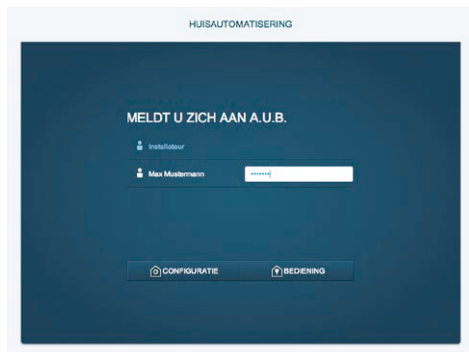 HUISAUTOMATISERING
MELDT U ZICH AAN A.U.B.
Installateur
Max Mustermann
CONFIGURATIE
BEDIENING